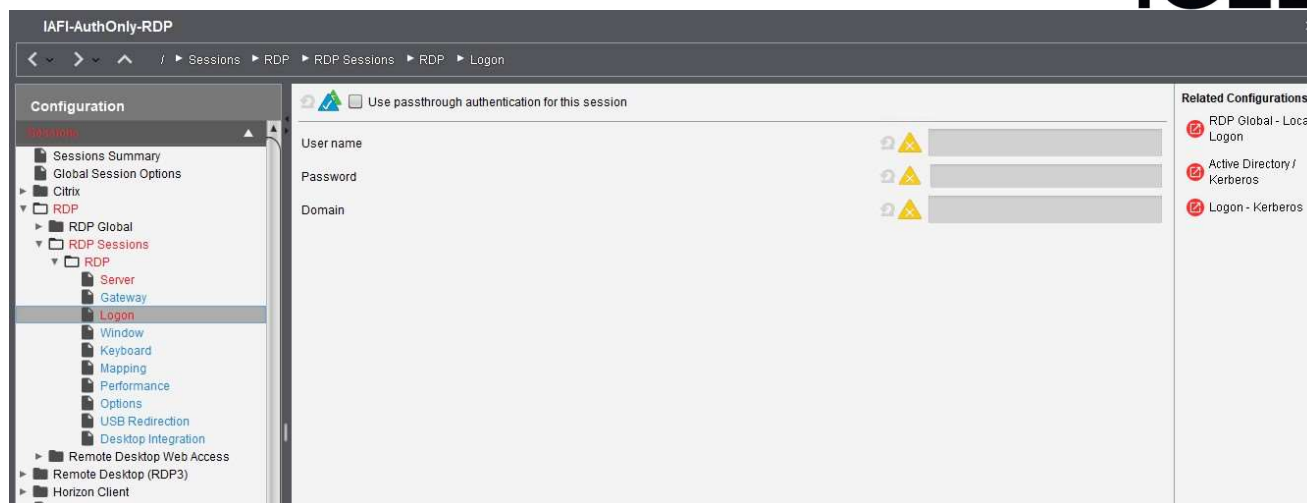 IAFI-AuthOnly-RDP
/ ► Sessions ► RDP ► RDP Sessions ► RDP ► Logon
Configuration
Sessions
Sessions Summary
Global Session Options
Citrix
RDP
RDP Global
RDP Sessions
RDP
Server
Gateway
Logon
Window
Keyboard
Mapping
Performance
Options
USB Redirection
Desktop Integration
Remote Desktop Web Access
Remote Desktop (RDP3)
Horizon Client
Use passthrough authentication for this session
User name
Password
Domain
Related Configurations
RDP Global - Loca
Logon
Active Directory /
Kerberos
Logon - Kerberos